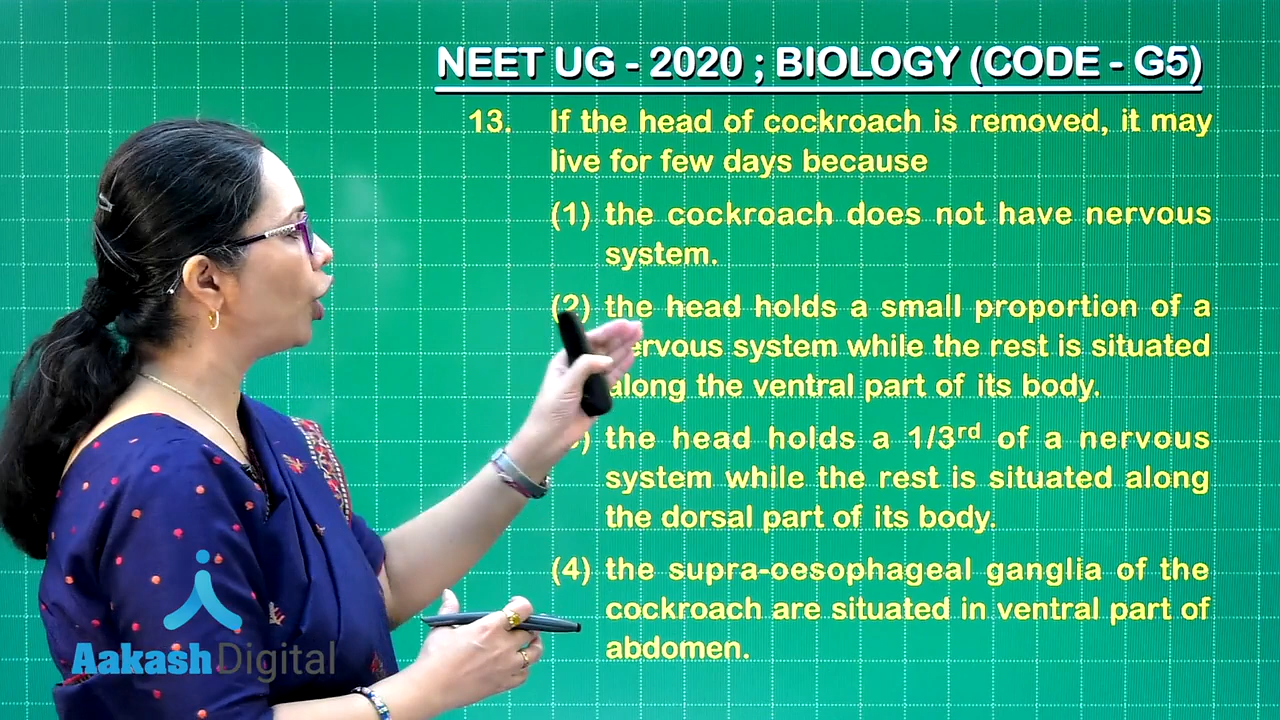 NEET UG - 2020 ; BIOLOGY (CODE - G5)
13. If the head of cockroach is removed, it may
live for few days because
(1) the cockroach does not have nervous
system.
(2) the head holds a small proportion of a
ervous system while the rest is situated
along the ventral part of its body.
) the head holds a 1/3rd of a nervous
system while the rest is situated along
the dorsal part of its body.
(4) the supra-oesophageal ganglia of the
cockroach are situated in ventral part of
abdomen.
AakashDigital